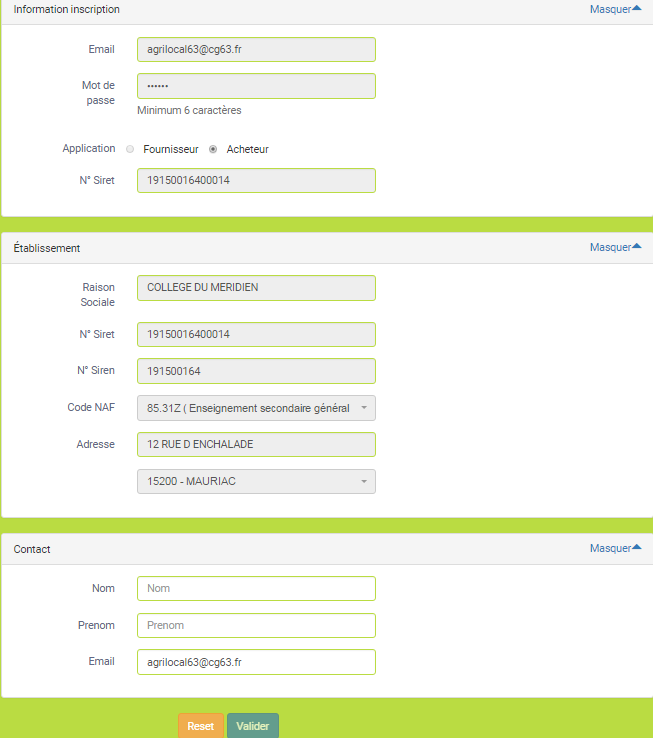 Information inscription Masquer
Email agrilocal63@cg63.fr
Mot de passe ••••••
Minimum 6 caractères
Application Fournisseur Acheteur
N° Siret 19150016400014
Établissement Masquer
Raison Sociale COLLEGE DU MERIDIEN
N° Siret 19150016400014
N° Siren 191500164
Code NAF 85.31Z ( Enseignement secondaire général
Adresse 12 RUE D ENCHALADE
15200 - MAURIAC
Contact Masquer
Nom Nom
Prenom Prenom
Email agrilocal63@cg63.fr
Reset Valider